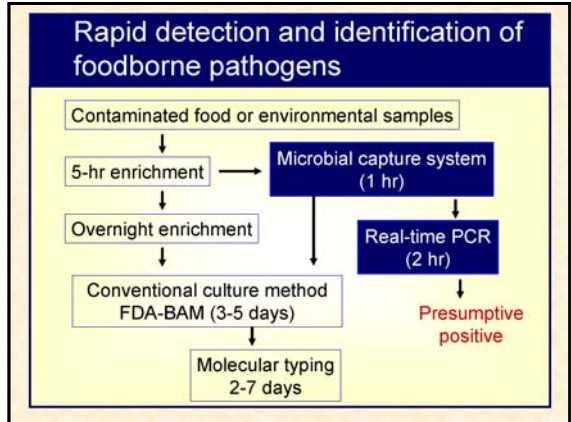 Rapid detection and identification of
foodborne pathogens
Contaminated food or environmental samples
5-hr enrichment
Microbial capture system
(1 hr)
Overnight enrichment
Real-time PCR
(2 hr)
Conventional culture method
FDA-BAM (3-5 days)
Presumptive
positive
Molecular typing
2-7 days